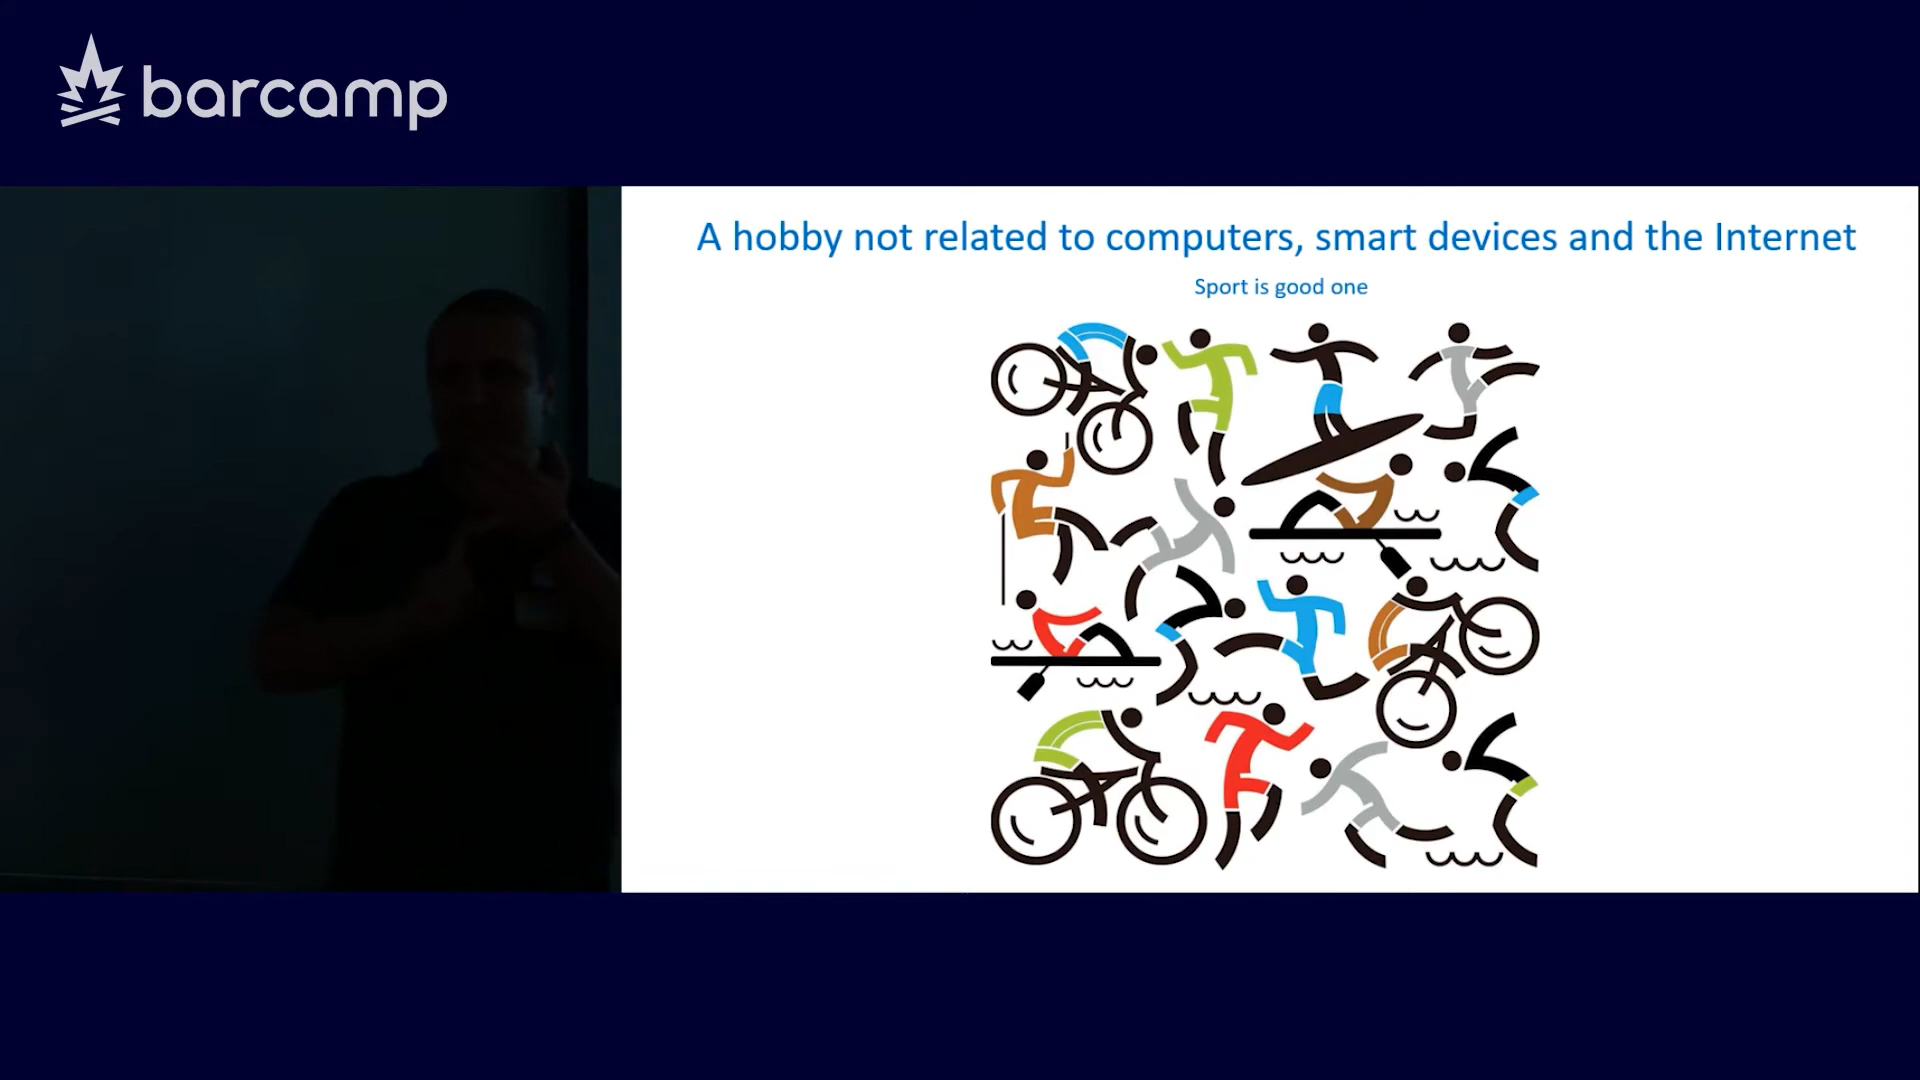 barcamp
A hobby not related to computers, smart devices and the Internet
Sport is good one